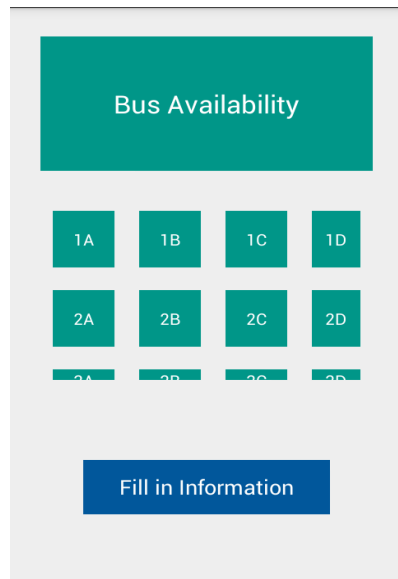 Bus Availability
1A 1B 1C 1D
2A 2B 2C 2D
Fill in Information